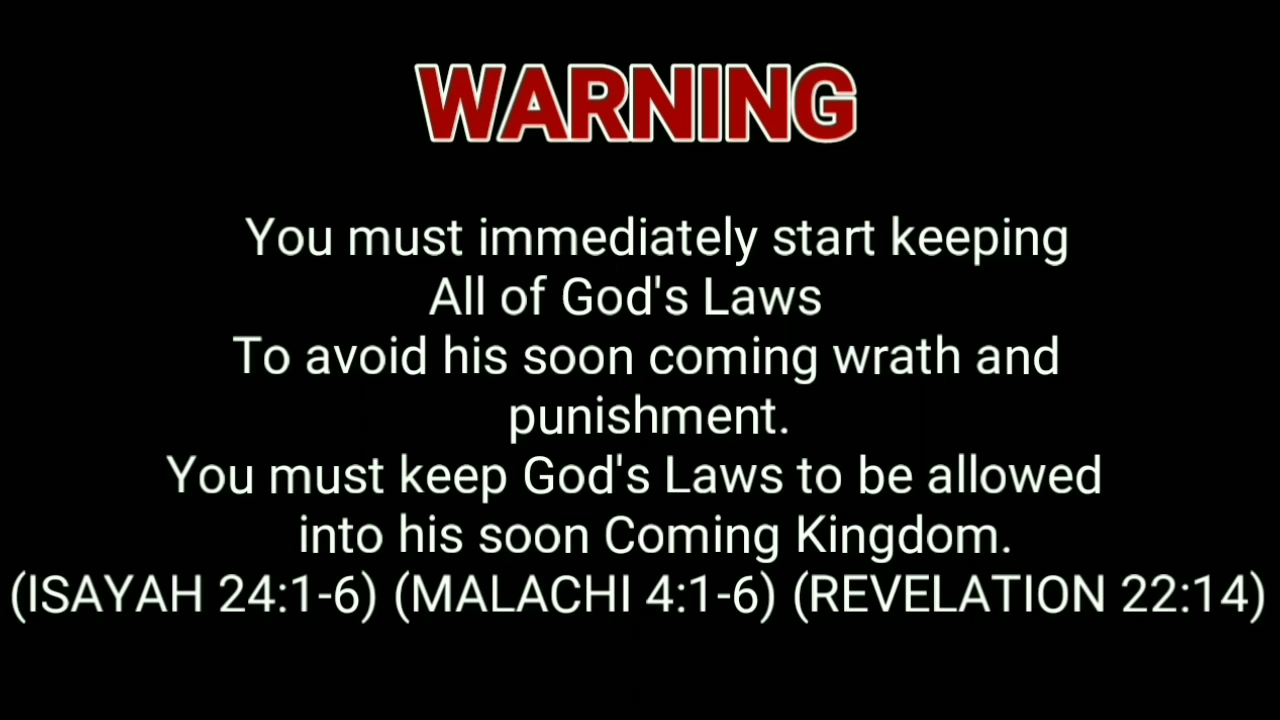 WARNING
You must immediately start keeping
All of God's Laws
To avoid his soon coming wrath and
punishment.
You must keep God's Laws to be allowed
into his soon Coming Kingdom.
(ISAYAH 24:1-6) (MALACHI 4:1-6) (REVELATION 22:14)